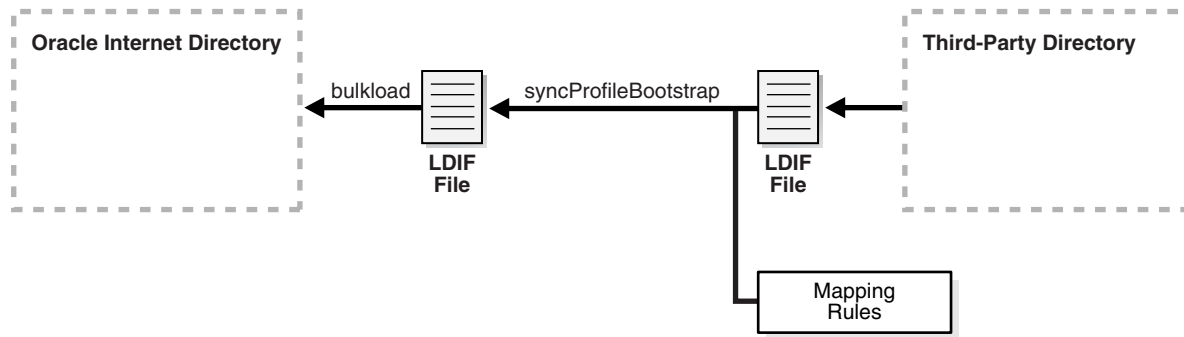 Oracle Internet Directory
Third-Party Directory
bulkload
syncProfileBootstrap
LDIF
File
LDIF
File
Mapping
Rules